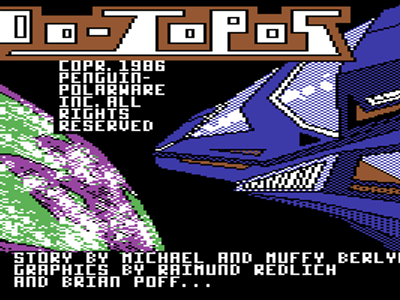 Oo-Topos
COPR. 1986
PENGUIN-
POLARWARE
INC. ALL
RIGHTS
RESERVED
STORY BY MICHAEL AND MUFFY BERLY
GRAPHICS BY RAIMUND REDLICH
AND BRIAN POFF...